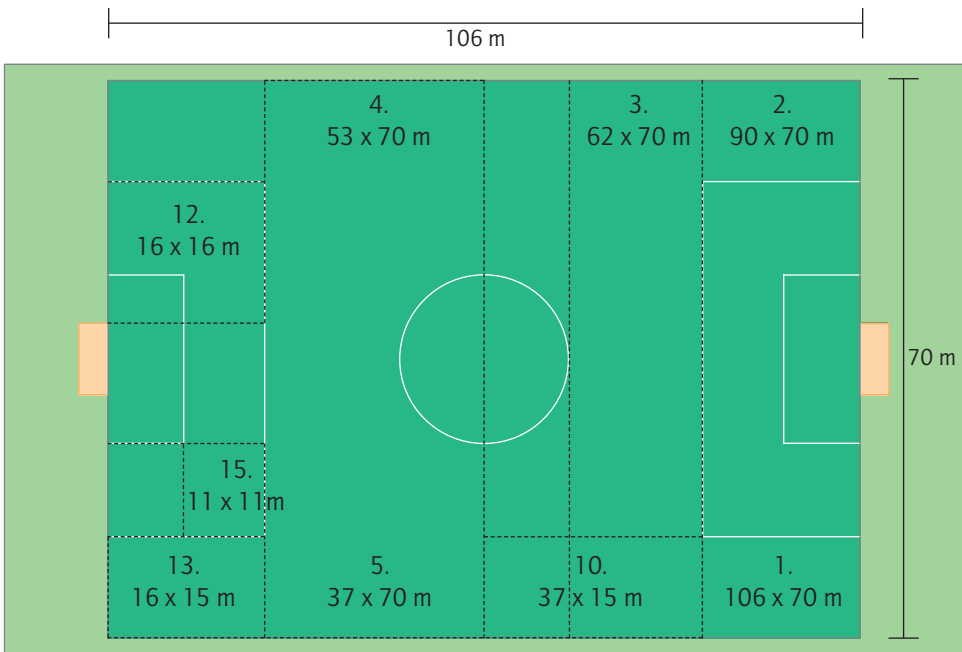 106 m
4.
53 x 70 m
3.
62 x 70 m
2.
90 x 70 m
12.
16 x 16 m
70 m
15.
11 x 11m
13.
16 x 15 m
5.
37 x 70 m
10.
37 x 15 m
1.
106 x 70 m